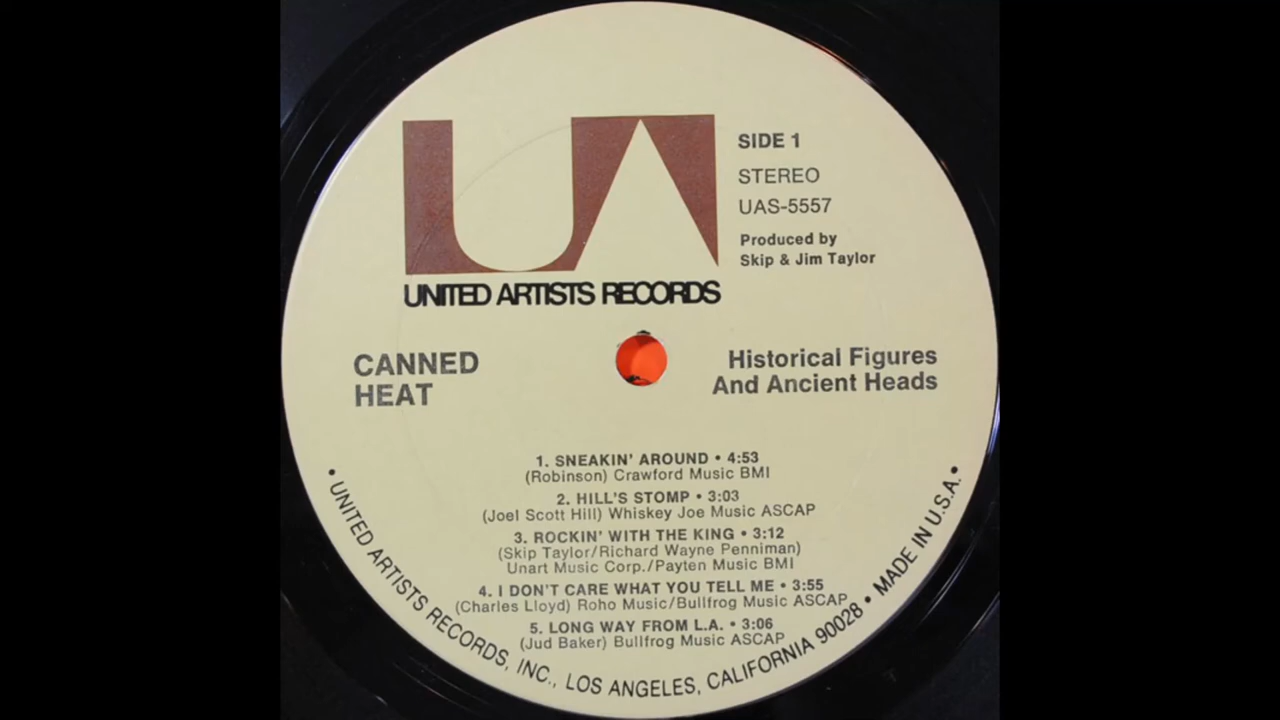 UA
UNITED ARTISTS RECORDS
SIDE 1
STEREO
UAS-5557
Produced by
Skip & Jim Taylor
CANNED
HEAT
Historical Figures
And Ancient Heads
1. SNEAKIN' AROUND • 4:53
(Robinson) Crawford Music BMI
2. HILL'S STOMP • 3:03
(Joel Scott Hill) Whiskey Joe Music ASCAP
3. ROCKIN' WITH THE KING • 3:12
(Skip Taylor/Richard Wayne Penniman)
Unart Music Corp./Payten Music BMI
4. I DON'T CARE WHAT YOU TELL ME • 3:55
(Charles Lloyd) Roho Music/Bullfrog Music ASCAP
5. LONG WAY FROM L.A. • 3:06
(Jud Baker) Bullfrog Music ASCAP
• UNITED ARTISTS RECORDS, INC., LOS ANGELES, CALIFORNIA 90028 • MADE IN U.S.A. •